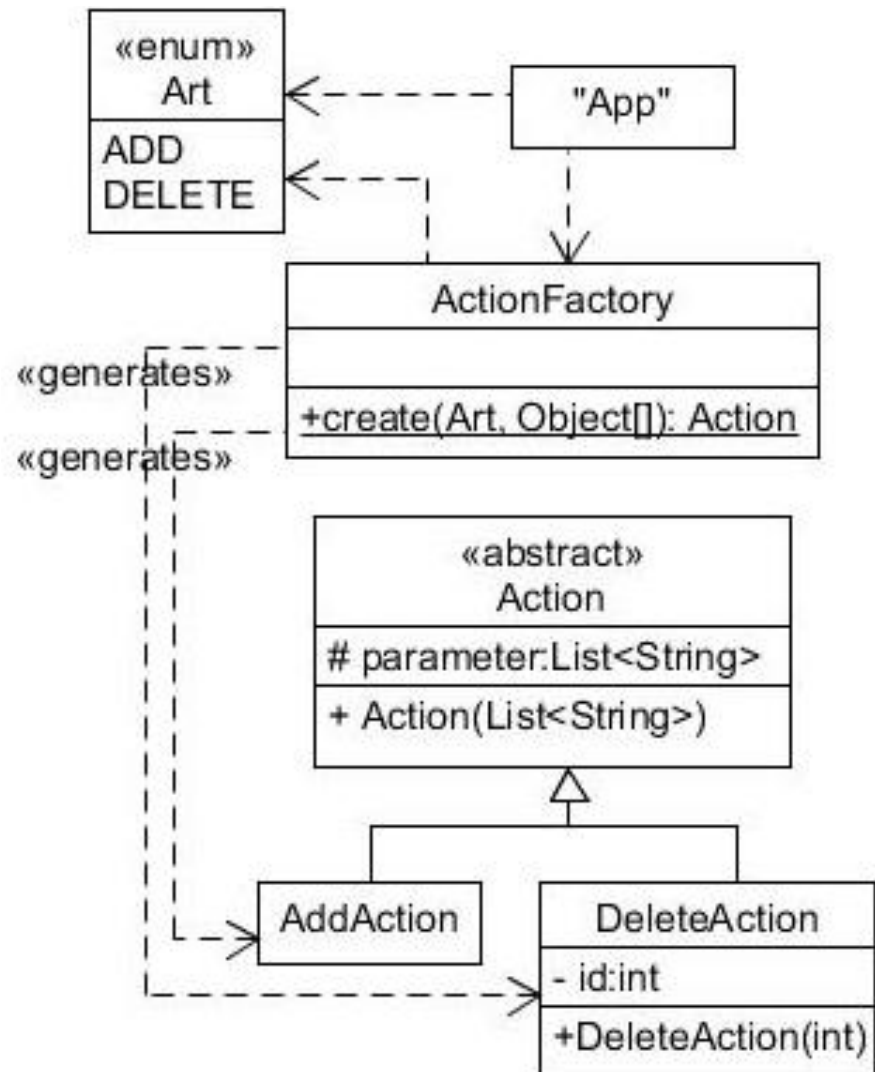 «enum»
Art
ADD
DELETE
"App"
ActionFactory
+create(Art, Object[]): Action
«generates»
«generates»
«abstract»
Action
# parameter:List<String>
+ Action(List<String>)
AddAction
DeleteAction
- id:int
+DeleteAction(int)